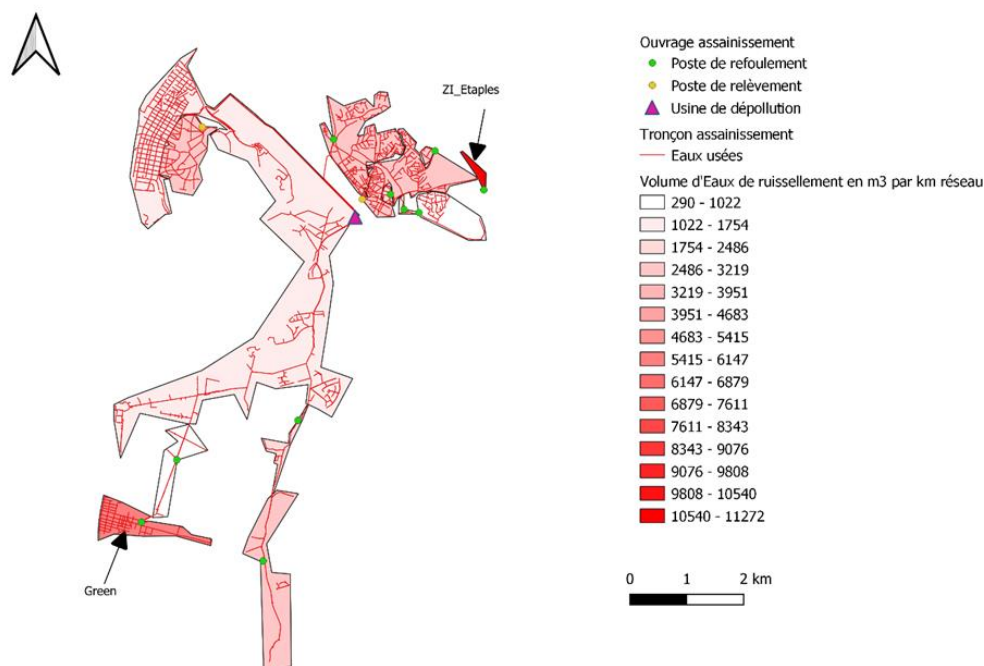 ZI_Etaples
Green
Ouvrage assainissement
Poste de refoulement
Poste de relèvement
Usine de dépollution
Tronçon assainissement
Eaux usées
Volume d'Eaux de ruissellement en m3 par km réseau
290 - 1022
1022 - 1754
1754 - 2486
2486 - 3219
3219 - 3951
3951 - 4683
4683 - 5415
5415 - 6147
6147 - 6879
6879 - 7611
7611 - 8343
8343 - 9076
9076 - 9808
9808 - 10540
10540 - 11272
0 1 2 km